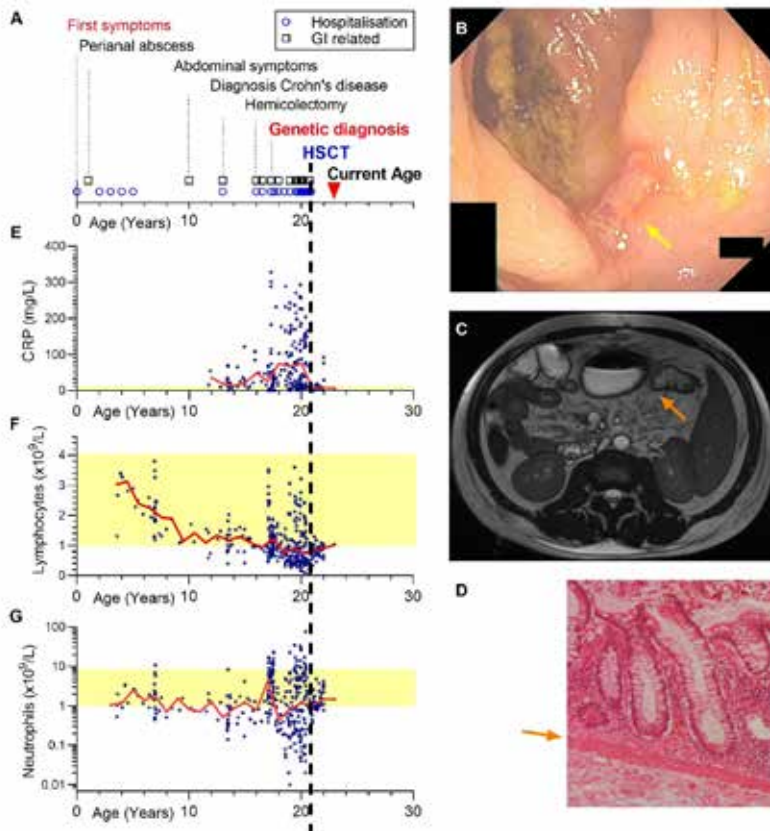 A
Hospitalisation
GI related
First symptoms
Perianal abscess
Abdominal symptoms
Diagnosis Crohn's disease
Hemicolectomy
Genetic diagnosis
HSCT
Current Age
0 10 20 30
Age (Years)
E
CRP (mg/L)
400
300
200
100
0
0 10 20 30
Age (Years)
F
Lymphocytes (x10⁹/L)
4
3
2
1
0
0 10 20 30
Age (Years)
G
Neutrophils (x10⁹/L)
100
10
1
0.1
0.01
0 10 20 30
Age (Years)
B
C
D